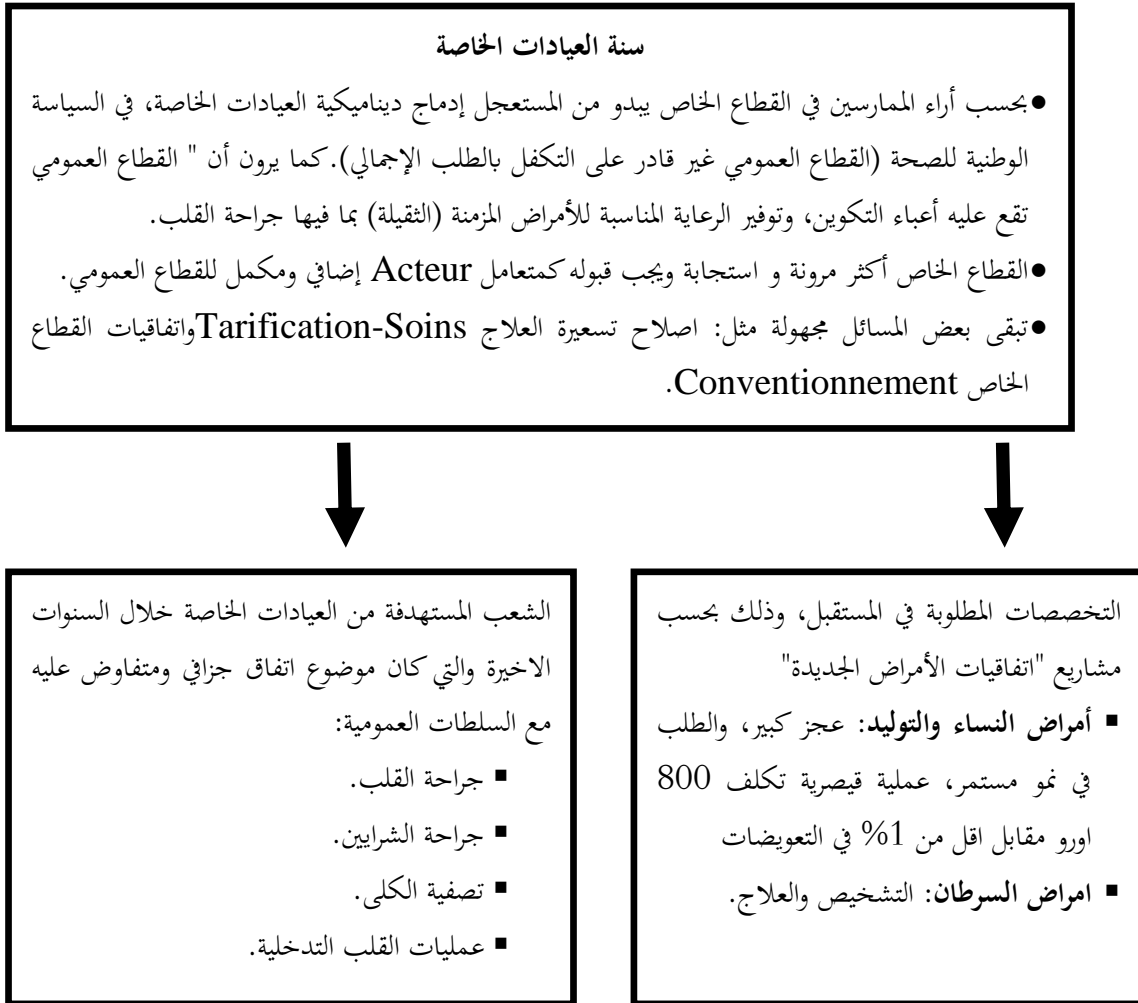 سنة العيادات الخاصة
●بحسب أراء الممارسين في القطاع الخاص يبدو من المستعجل إدماج ديناميكية العيادات الخاصة، في السياسة
الوطنية للصحة (القطاع العمومي غير قادر على التكفل بالطلب الإجمالي).كما يرون أن " القطاع العمومي
تقع عليه أعباء التكوين، وتوفير الرعاية المناسبة للأمراض المزمنة (الثقيلة) بما فيها جراحة القلب.
●القطاع الخاص أكثر مرونة و استجابة ويجب قبوله كمتعامل Acteur إضافي ومكمل للقطاع العمومي.
●تبقى بعض المسائل مجهولة مثل: اصلاح تسعيرة العلاج Tarification-Soins واتفاقيات القطاع
الخاص Conventionnement.
التخصصات المطلوبة في المستقبل، وذلك بحسب
مشاريع "اتفاقيات الأمراض الجديدة"
▪ أمراض النساء والتوليد: عجز كبير، والطلب
في نمو مستمر، عملية قيصرية تكلف 800
اورو مقابل اقل من 1% في التعويضات
▪ امراض السرطان: التشخيص والعلاج.
الشعب المستهدفة من العيادات الخاصة خلال السنوات
الاخيرة والتي كان موضوع اتفاق جزافي ومتفاوض عليه
مع السلطات العمومية:
▪ جراحة القلب.
▪ جراحة الشرايين.
▪ تصفية الكلى.
▪ عمليات القلب التدخلية.